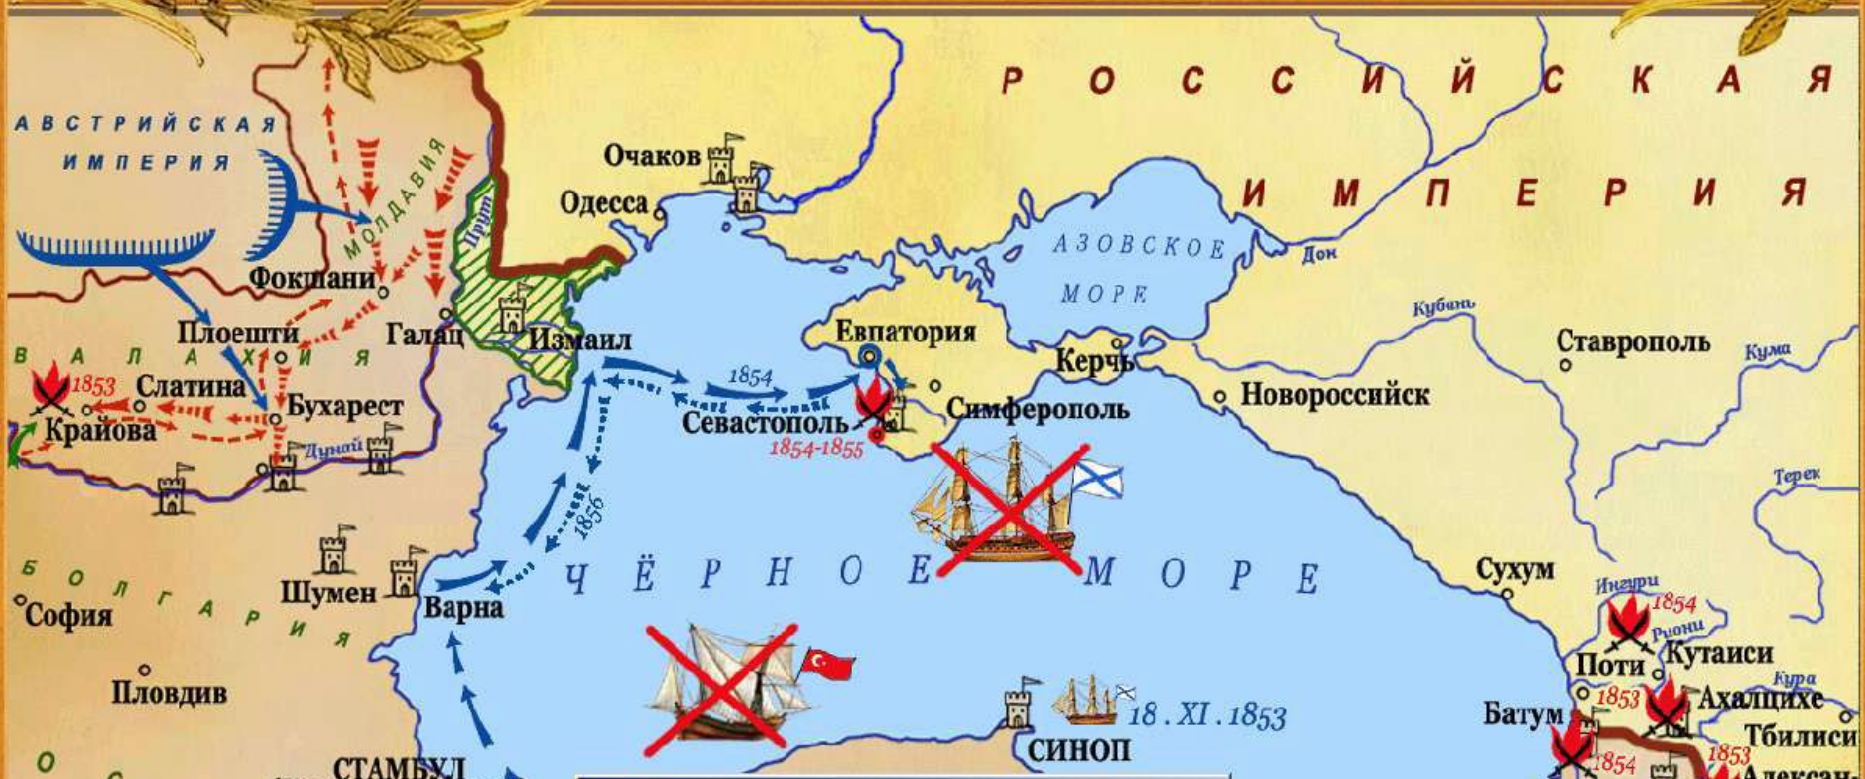 РОССИЙСКАЯ
ИМПЕРИЯ
АВСТРИЙСКАЯ
ИМПЕРИЯ
МОЛДАВИЯ
Прут
Очаков
Одесса
АЗОВСКОЕ
МОРЕ
Дон
Фокшани
Кубань
Плоешти
Галац
Измаил
Евпатория
Керчь
Ставрополь
Кума
ВАЛАХИЯ
1853
Слатина
Бухарест
1854
Новороссийск
Крайова
Севастополь
Симферополь
Дунай
1854-1855
Терек
1856
ЧЁРНОЕ МОРЕ
Сухум
БОЛГАРИЯ
Шумен
Варна
София
Ингури
1854
Риони
Поти
Кутаиси
Пловдив
1853
Кура
Ахалцихе
Батум
18.XI.1853
Тбилиси
СИНОП
СТАМБУЛ
1854
1853
Алексан-
О
С